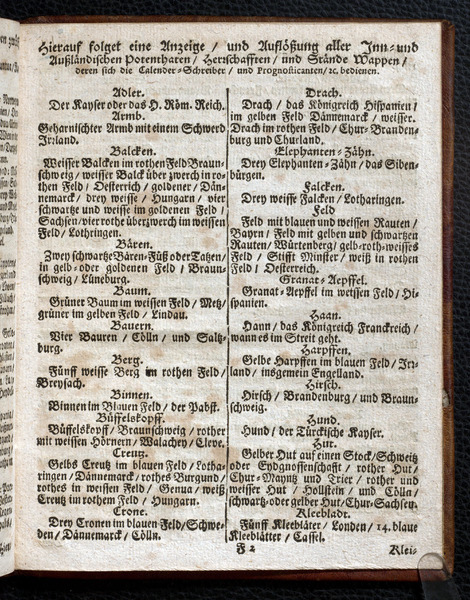 Hierauf folget eine Anzeige / und Auflößung aller Inn- und
Außländischen Potentaten / Herrschafften / und Stände Wappen /
deren sich die Calender-Schreiber / und Prognosticanten / ꝛc. bedienen.
Adler.
Der Kayser oder das H. Röm. Reich.
Armb.
Geharnischter Armb mit einem Schwerd
Irzland.
Balcken.
Weisser Balcken im rothen Feld Braun-
schweig / weisser Balck über zwerch in ro-
then Feld / Oesterreich / goldener / Dän-
nemarck / drey weisse / Hungarn / vier
schwartze und weisse im goldenen Feld /
Sachsen / vier rothe überzwerch im weissen
Feld / Lothringen.
Bären.
Zwey schwartze Bären-Füß oder Tatzen /
in geld- oder goldenen Feld / Braun-
schweig / Lüneburg.
Baum.
Grüner Baum im weissen Feld / Metz /
grüner im gelben Feld / Lindau.
Bauern.
Vier Bauren / Cölln / und Saltz-
burg.
Berg.
Fünff weisse Berg im rothen Feld /
Breysach.
Binnen.
Binnen im Blauen Feld / der Pabst.
Büffelskopff.
Büffelskopff / Braunschweig / rother
mit weissen Hörnern / Walachey / Cleve.
Creutz.
Gelbs Creutz im blauen Feld / Lotha-
ringen / Dännemarck / rothes Burgund /
rothes in weissen Feld / Genua / weiß
Creutz im rothem Feld / Hungarn.
Crone.
Drey Cronen im blauen Feld / Schwe-
den / Dännemarck / Cölln.
Drach.
Drach / das Königreich Hispanien /
im gelben Feld Dännemarck / weisser.
Drach im rothen Feld / Chur-Branden-
burg und Churland.
Elephanten-Zähn.
Drey Elephanten-Zähn / das Siben-
bürgen.
Falcken.
Drey weisse Falcken / Lotharingen.
Feld
Feld mit blauen und weissen Rauten /
Bayrn / Feld mit gelben und schwartzen
Rauten / Würtenberg / gelb-roth-weisses
Feld / Stifft Minster / weiß in rothen
Feld / Oesterreich.
Granat-Aepffel.
Granat-Aepffel im weissen Feld / Hi-
spanien.
Haan.
Hann / das Königreich Franckreich /
wann es im Streit geht.
Harpffen.
Gelbe Harpffen im blauen Feld / Irz-
land / insgemein Engelland.
Hirsch.
Hirsch / Brandenburg / und Braun-
schweig.
Hund.
Hund / der Türckische Kayser.
Hut.
Gelber Hut auf einen Stock / Schweitz
oder Eydgnossenschafft / rother Hut /
Chur-Mayntz und Trier / rother und
weisser Hut / Hollstein / und Cölln /
schwartz-oder gelber Hut / Chur-Sachsen.
Kleebladt.
Fünff Kleebläter / London / 14. blaue
Kleeblätter / Cassel.
F 2
Klei-